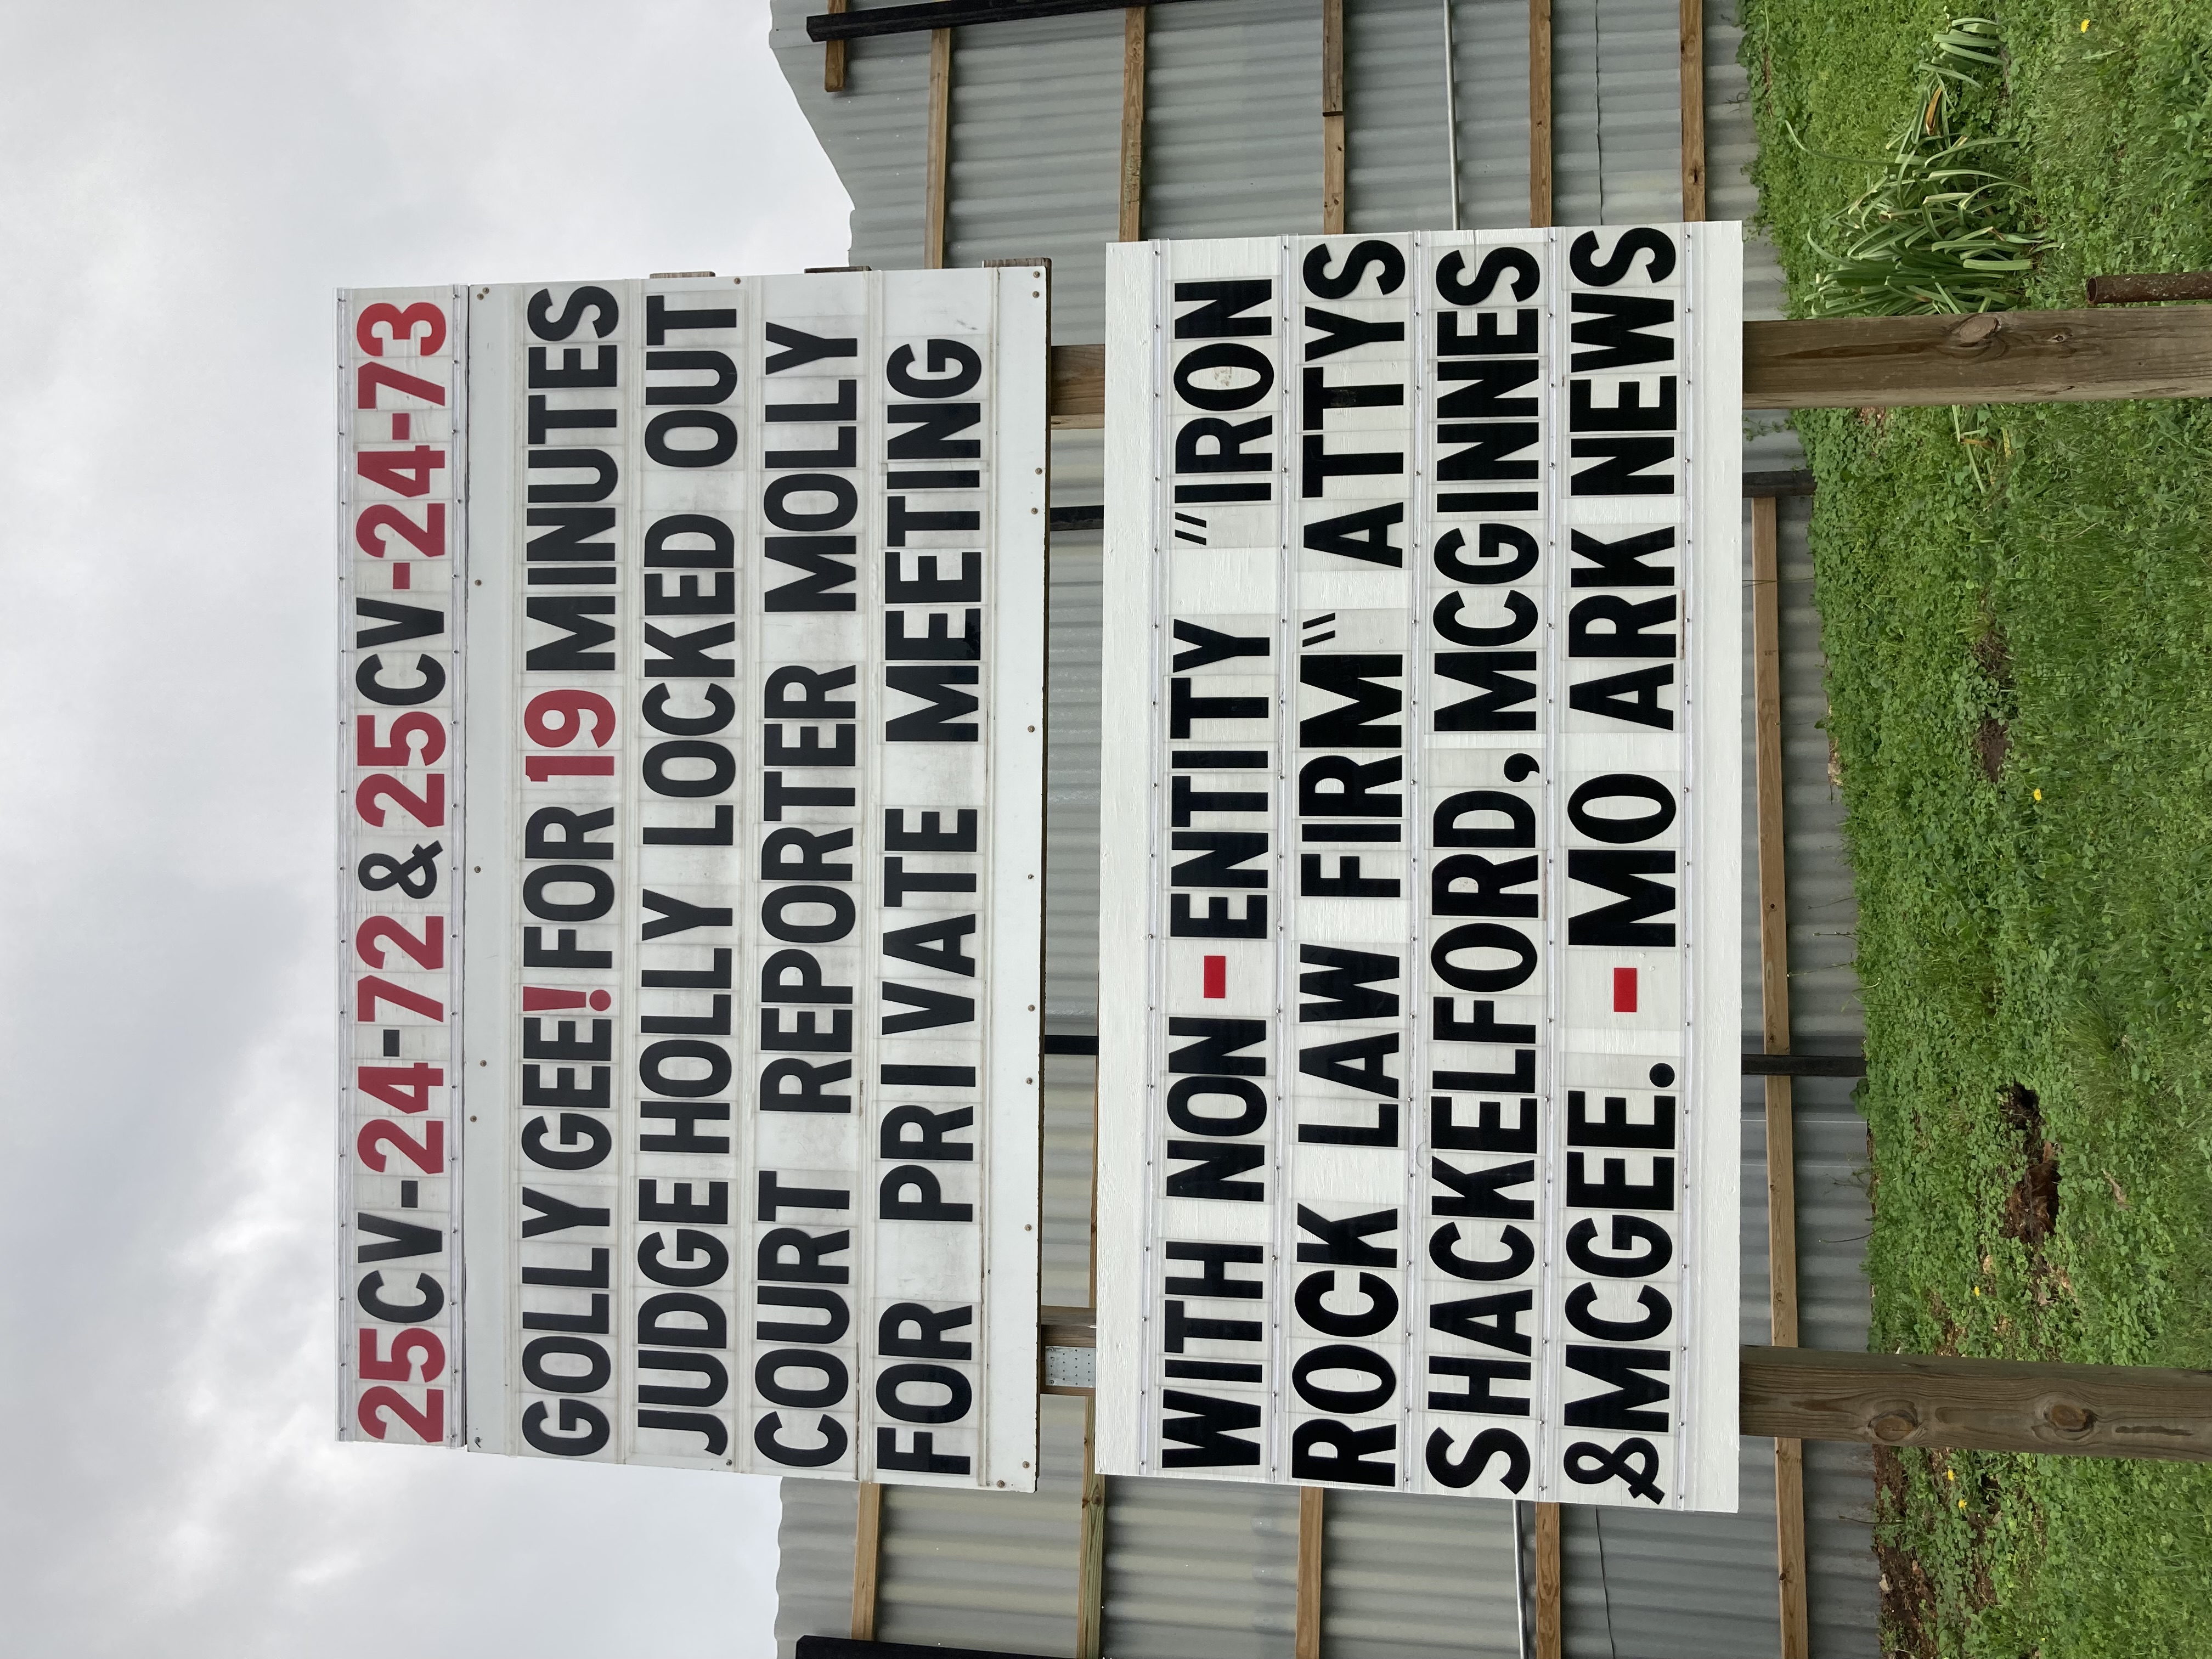 25CV-24-72 & 25CV-24-73
GOLLY GEE! FOR 19 MINUTES
JUDGE HOLLY LOCKED OUT
COURT REPORTER MOLLY
FOR PRIVATE MEETING
WITH NON - ENTITY "IRON
ROCK LAW FIRM" ATTYS
SHACKELFORD, MCGINNES
&MCGEE. - MO ARK NEWS